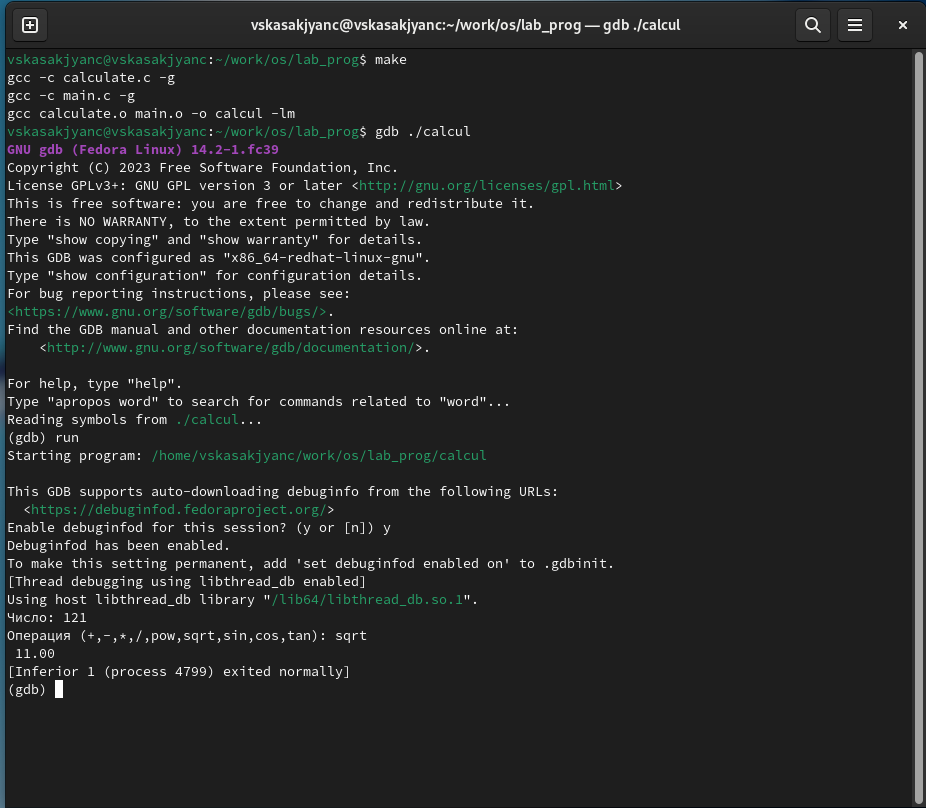 vskasakjyanc@vskasakjyanc:~/work/os/lab_prog — gdb ./calcul
vskasakjyanc@vskasakjyanc:~/work/os/lab_prog$ make
gcc -c calculate.c -g
gcc -c main.c -g
gcc calculate.o main.o -o calcul -lm
vskasakjyanc@vskasakjyanc:~/work/os/lab_prog$ gdb ./calcul
GNU gdb (Fedora Linux) 14.2-1.fc39
Copyright (C) 2023 Free Software Foundation, Inc.
License GPLv3+: GNU GPL version 3 or later <http://gnu.org/licenses/gpl.html>
This is free software: you are free to change and redistribute it.
There is NO WARRANTY, to the extent permitted by law.
Type "show copying" and "show warranty" for details.
This GDB was configured as "x86_64-redhat-linux-gnu".
Type "show configuration" for configuration details.
For bug reporting instructions, please see:
<https://www.gnu.org/software/gdb/bugs/>.
Find the GDB manual and other documentation resources online at:
    <http://www.gnu.org/software/gdb/documentation/>.

For help, type "help".
Type "apropos word" to search for commands related to "word"...
Reading symbols from ./calcul...
(gdb) run
Starting program: /home/vskasakjyanc/work/os/lab_prog/calcul

This GDB supports auto-downloading debuginfo from the following URLs:
  <https://debuginfod.fedoraproject.org/>
Enable debuginfod for this session? (y or [n]) y
Debuginfod has been enabled.
To make this setting permanent, add 'set debuginfod enabled on' to .gdbinit.
[Thread debugging using libthread_db enabled]
Using host libthread_db library "/lib64/libthread_db.so.1".
Число: 121
Операция (+,-,*,/,pow,sqrt,sin,cos,tan): sqrt
 11.00
[Inferior 1 (process 4799) exited normally]
(gdb)